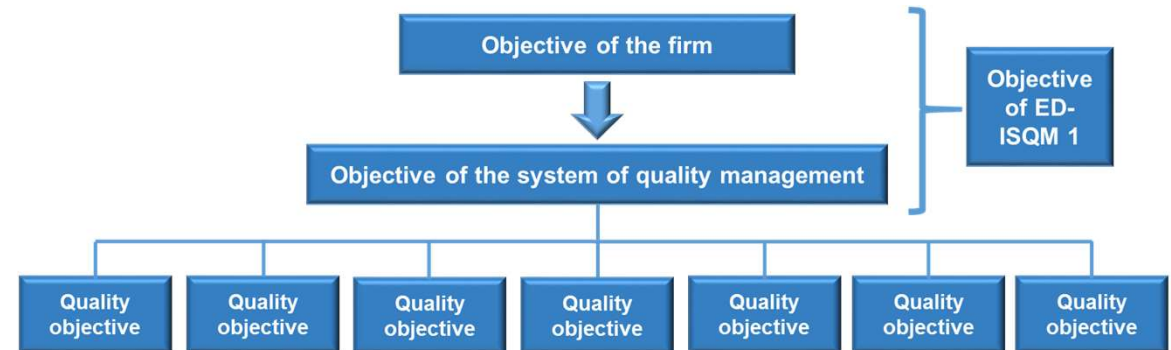 Objective of the firm
Objective
of ED-
ISQM 1
Objective of the system of quality management
Quality
objective
Quality
objective
Quality
objective
Quality
objective
Quality
objective
Quality
objective
Quality
objective